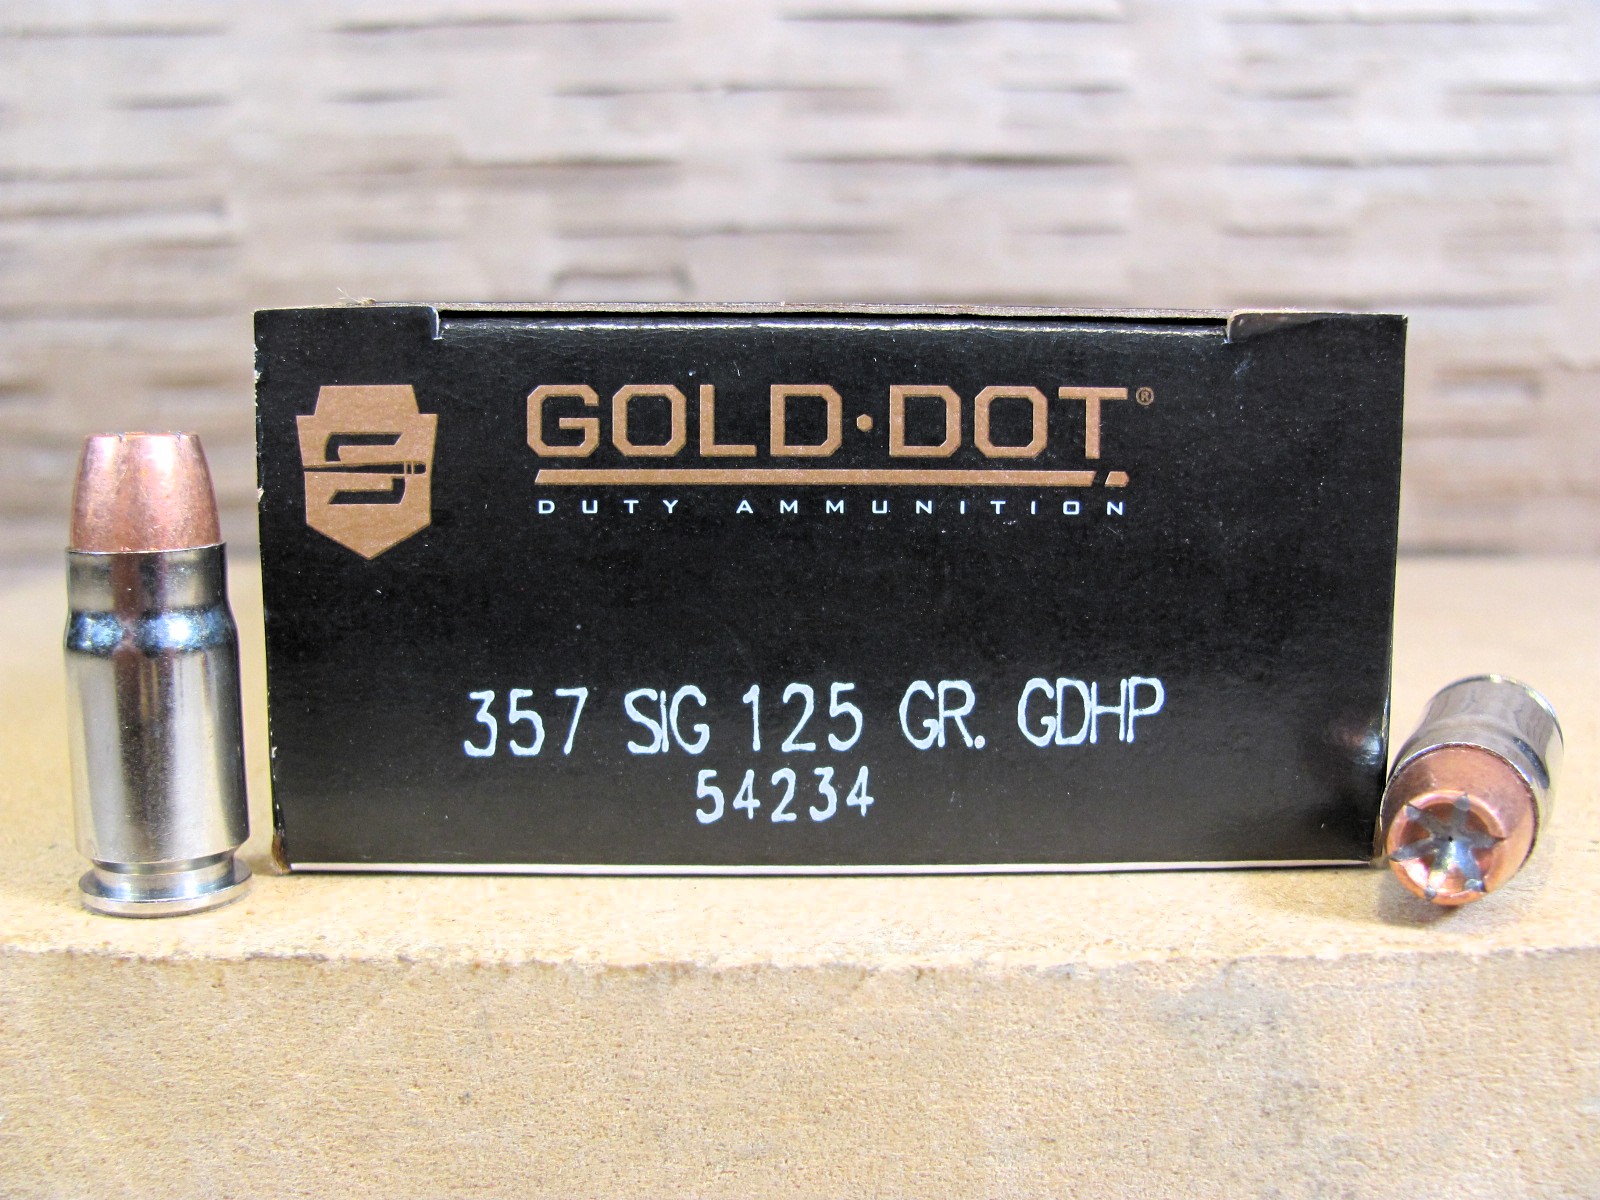 GOLD·DOT®
DUTY AMMUNITION
357 SIG 125 GR. GDHP
54234